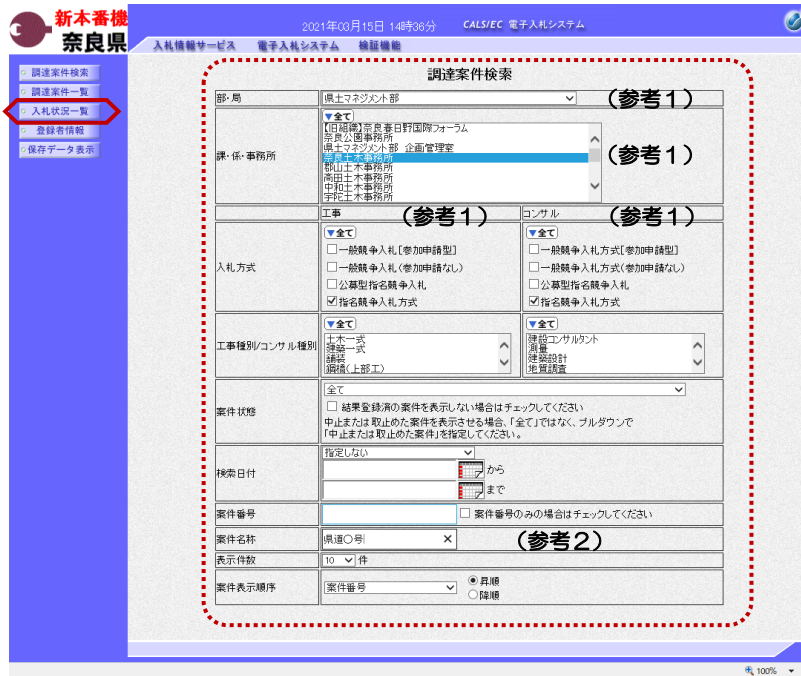 新本番機
奈良県
2021年03月15日 14時36分
CALS/EC 電子入札システム
入札情報サービス 電子入札システム 検証機能
調達案件検索
調達案件一覧
入札状況一覧
登録者情報
保存データ表示
調達案件検索
部・局
県土マネジメント部
(参考1)
課・係・事務所
▼全て
【旧組織】奈良春日野国際フォーラム
奈良公園事務所
県土マネジメント部 企画管理室
奈良土木事務所
郡山土木事務所
高田土木事務所
中和土木事務所
宇陀土木事務所
(参考1)
工事
(参考1)
コンサル
(参考1)
入札方式
▼全て
一般競争入札[参加申請型]
一般競争入札(参加申請なし)
公募型指名競争入札
指名競争入札方式
▼全て
一般競争入札方式[参加申請型]
一般競争入札方式(参加申請なし)
公募型指名競争入札
指名競争入札方式
工事種別/コンサル種別
▼全て
土木一式
建築一式
舗装
鋼橋(上部工)
▼全て
建設コンサルタント
測量
建築設計
地質調査
案件状態
全て
結果登録済の案件を表示しない場合はチェックしてください
中止または取止めた案件を表示させる場合、「全て」ではなく、プルダウンで
「中止または取止めた案件」を指定してください。
検索日付
指定しない
から
まで
案件番号
案件番号のみの場合はチェックしてください
案件名称
県道〇号
(参考2)
表示件数
10 件
案件表示順序
案件番号
昇順
降順
100%